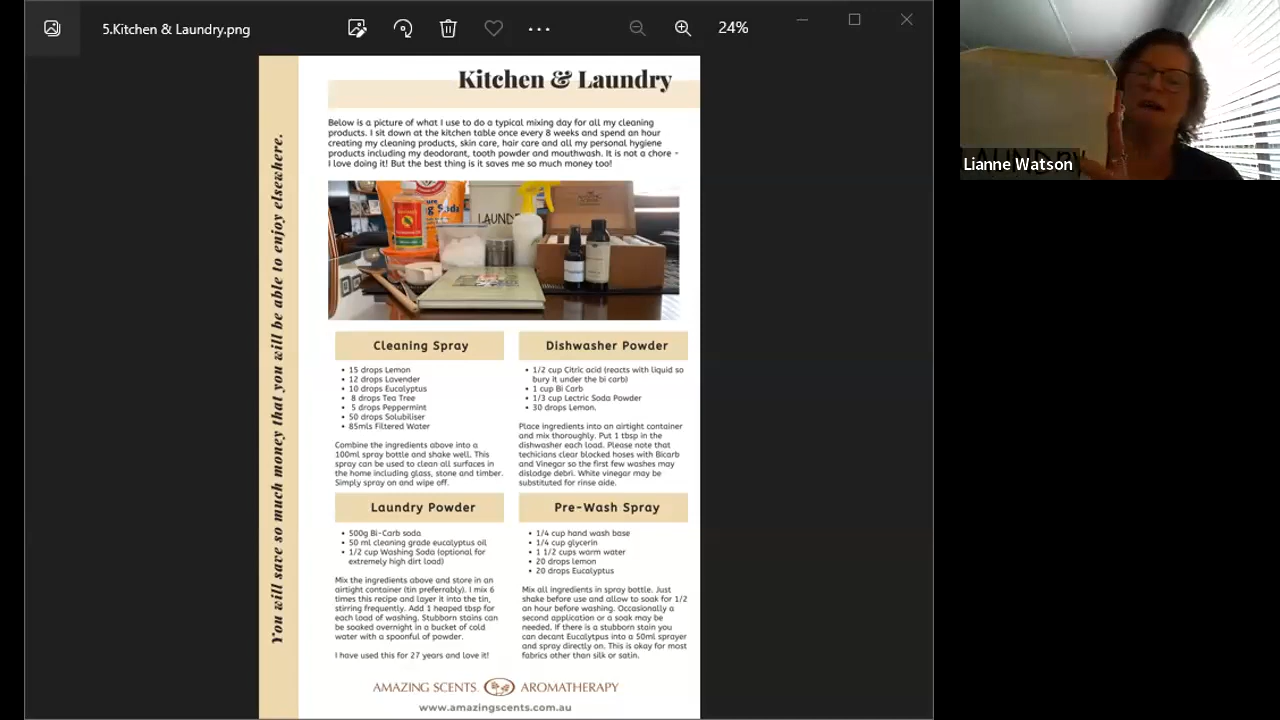 5.Kitchen & Laundry.png
24%
Kitchen & Laundry
Below is a picture of what I use to do a typical mixing day for all my cleaning
products. I sit down at the kitchen table once every 8 weeks and spend an hour
creating my cleaning products, skin care, hair care and all my personal hygiene
products including my deodorant, tooth powder and mouthwash. It is not a chore -
I love doing it! But the best thing is it saves me so much money too!
You will save so much money that you will be able to enjoy elsewhere.
LAUND
Cleaning Spray
• 15 drops Lemon
• 12 drops Lavender
• 10 drops Eucalyptus
• 8 drops Tea Tree
• 5 drops Peppermint
• 50 drops Solubiliser
• 85mls Filtered Water
Combine the ingredients above into a
100ml spray bottle and shake well. This
spray can be used to clean all surfaces in
the home including glass, stone and timber.
Simply spray on and wipe off.
Dishwasher Powder
• 1/2 cup Citric acid (reacts with liquid so
bury it under the bi carb)
• 1 cup Bi Carb
• 1/3 cup Lectric Soda Powder
• 30 drops Lemon.
Place ingredients into an airtight container
and mix thoroughly. Put 1 tbsp in the
dishwasher each load. Please note that
techicians clear blocked hoses with Bicarb
and Vinegar so the first few washes may
dislodge debri. White vinegar may be
substituted for rinse aide.
Laundry Powder
• 500g Bi-Carb soda
• 50 ml cleaning grade eucalyptus oil
• 1/2 cup Washing Soda (optional for
extremely high dirt load)
Mix the ingredients above and store in an
airtight container (tin preferably). I mix 6
times this recipe and layer it into the tin,
stirring frequently. Add 1 heaped tbsp for
each load of washing. Stubborn stains can
be soaked overnight in a bucket of cold
water with a spoonful of powder.
I have used this for 27 years and love it!
Pre-Wash Spray
• 1/4 cup hand wash base
• 1/4 cup glycerin
• 1 1/2 cups warm water
• 20 drops lemon
• 20 drops Eucalyptus
Mix all ingredients in spray bottle. Just
shake before use and allow to soak for 1/2
an hour before washing. Occasionally a
second application or a soak may be
needed. If there is a stubborn stain you
can decant Eucalytpus into a 50ml sprayer
and spray directly on. This is okay for most
fabrics other than silk or satin.
AMAZING SCENTS AROMATHERAPY
www.amazingscents.com.au
Lianne Watson